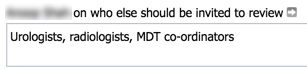 on who else should be invited to review
Urologists, radiologists, MDT co-ordinators